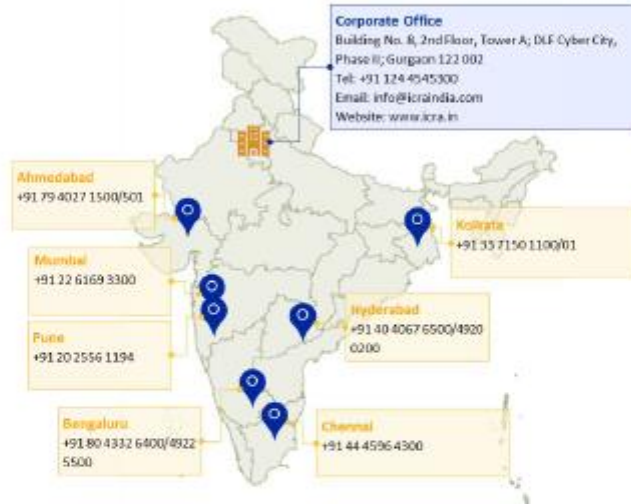 Corporate Office
Building No. 8, 2nd Floor, Tower A; DLF Cyber City,
Phase II; Gurgaon 122 002
Tel: +91 124 4545300
Email: info@icraindia.com
Website: www.icra.in
Ahmedabad
+91 79 4027 1500/501
Kolkata
+91 33 7150 1100/01
Mumbai
+91 22 6169 3300
Hyderabad
+91 40 4067 6500/4920
0200
Pune
+91 20 2556 1194
Bengaluru
+91 80 4332 6400/4922
5500
Chennai
+91 44 4596 4300